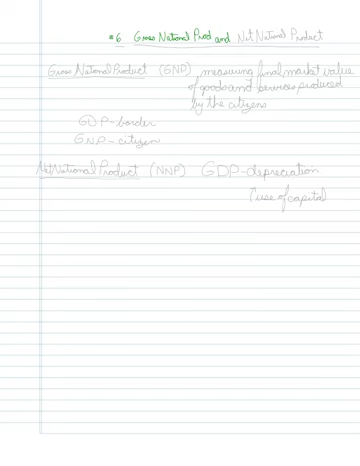 #6 Gross National Prod and Net National Product
Gross National Product (GNP) measuring final market value
of goods and services produced
by the citizens
GDP-border
GNP-citizen
Net National Product (NNP) GDP-depreciation
↑ use of capital